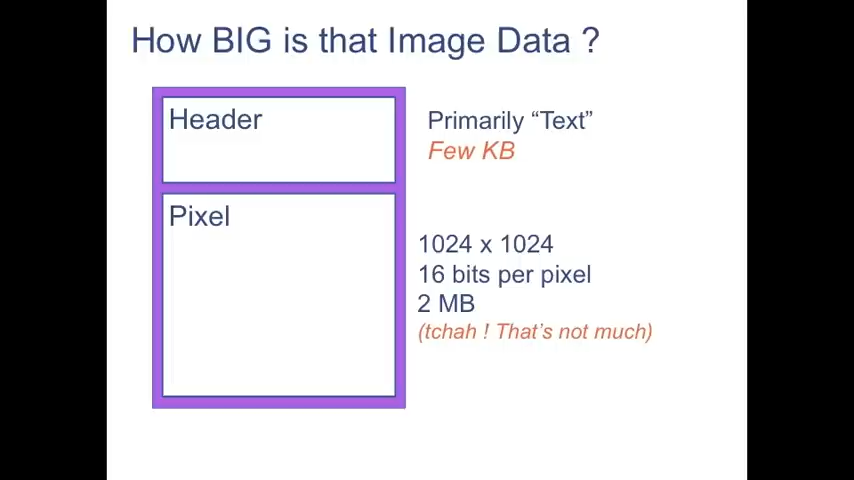 How BIG is that Image Data ?
Header
Primarily “Text”
Few KB
Pixel
1024 x 1024
16 bits per pixel
2 MB
(tchah ! That’s not much)